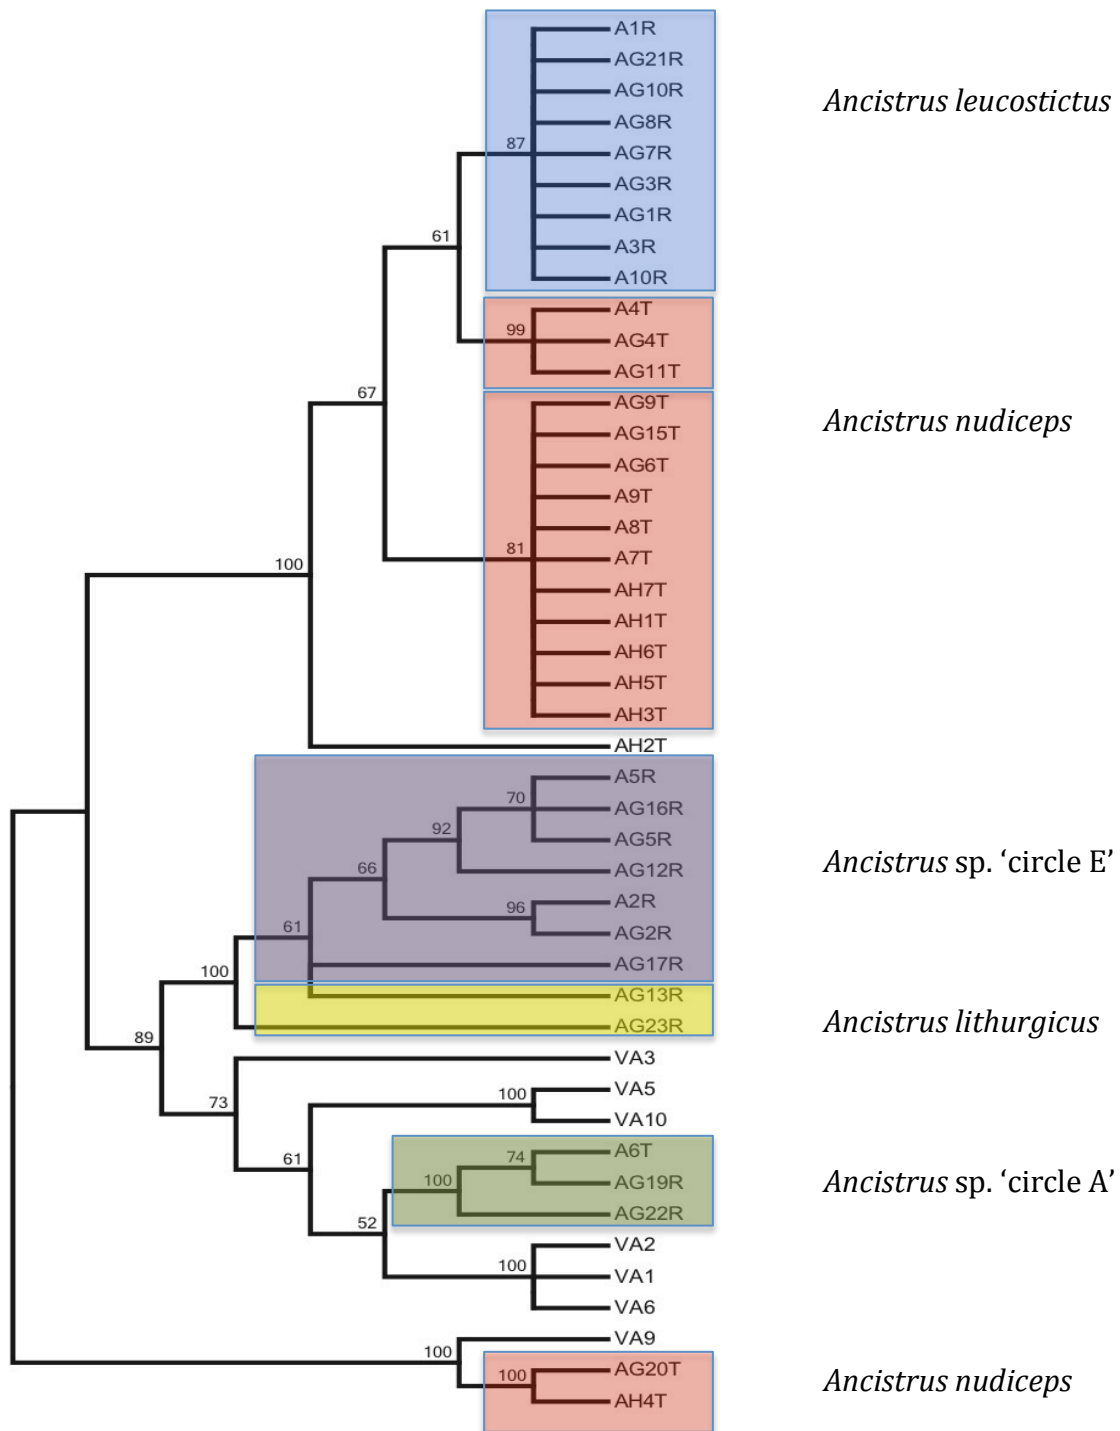 A1R
AG21R
AG10R
Ancistrus leucostictus
AG8R
87
AG7R
AG3R
AG1R
61
A3R
A10R
A4T
99
AG4T
AG11T
67
AG9T
Ancistrus nudiceps
AG15T
AG6T
A9T
A8T
81
A7T
100
AH7T
AH1T
AH6T
AH5T
AH3T
AH2T
A5R
70
AG16R
92
AG5R
Ancistrus sp. ‘circle E’
66
AG12R
96
A2R
61
AG2R
100
AG17R
AG13R
Ancistrus lithurgicus
AG23R
89
VA3
100
VA5
73
VA10
74
A6T
61
100
AG19R
Ancistrus sp. ‘circle A’
AG22R
52
VA2
100
VA1
VA6
VA9
100
100
AG20T
Ancistrus nudiceps
AH4T